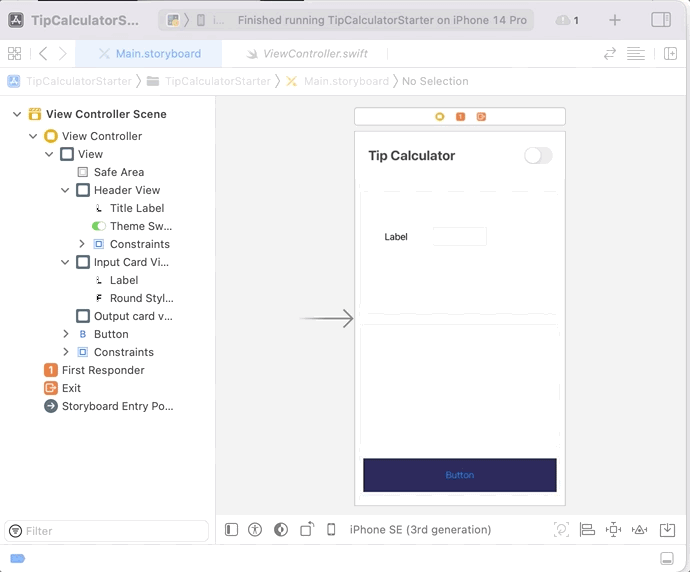 TipCalculatorS... Finished running TipCalculatorStarter on iPhone 14 Pro 1
Main.storyboard ViewController.swift
TipCalculatorStarter TipCalculatorStarter Main.storyboard No Selection
View Controller Scene
View Controller
View
Safe Area
Header View
Title Label
Theme Sw...
Constraints
Input Card Vi...
Label
Round Styl...
Output card v...
B Button
Constraints
1 First Responder
Exit
Storyboard Entry Po...
Filter
1
Tip Calculator
Label
Button
iPhone SE (3rd generation)